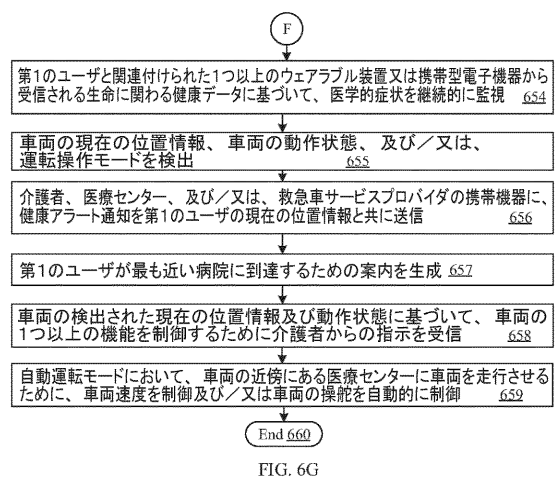 F
第1のユーザと関連付けられた1つ以上のウェアラブル装置又は携帯型電子機器から
受信される生命に関わる健康データに基づいて、医学的症状を継続的に監視 654
車両の現在の位置情報、車両の動作状態、及び／又は、
運転操作モードを検出 655
介護者、医療センター、及び／又は、救急車サービスプロバイダの携帯機器に、
健康アラート通知を第1のユーザの現在の位置情報と共に送信 656
第1のユーザが最も近い病院に到達するための案内を生成 657
車両の検出された現在の位置情報及び動作状態に基づいて、車両の
1つ以上の機能を制御するために介護者からの指示を受信 658
自動運転モードにおいて、車両の近傍にある医療センターに車両を走行させる
ために、車両速度を制御及び／又は車両の操舵を自動的に制御 659
End 660
FIG. 6G